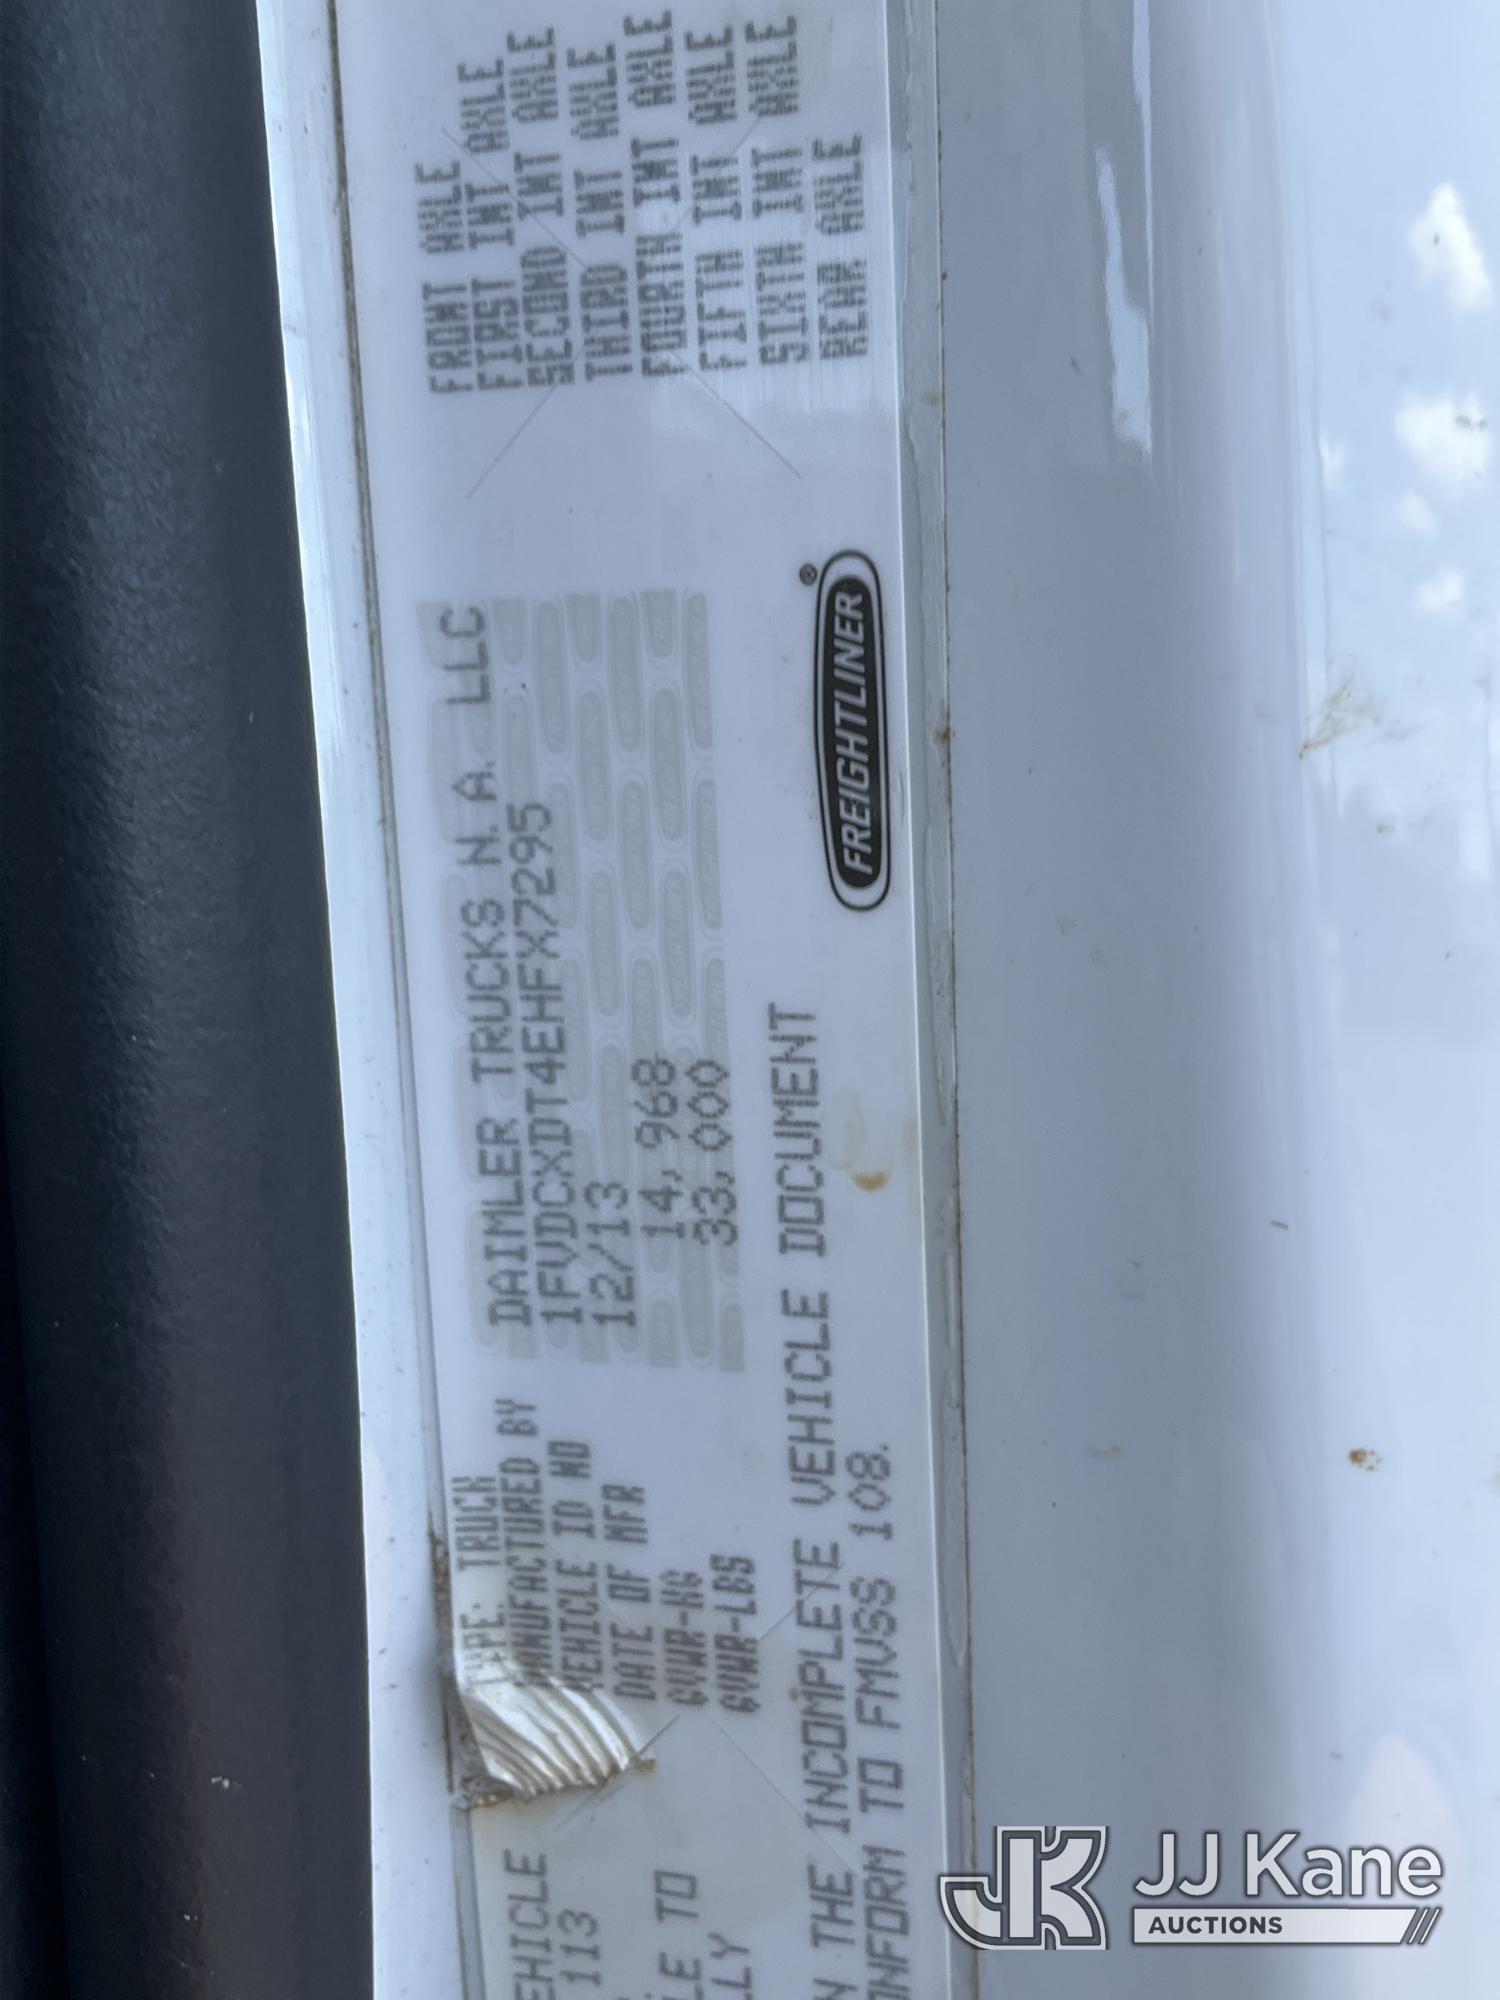 EHICLE
113
LE TO
LLY
TYPE: TRUCK
MANUFACTURED BY DAIMLER TRUCKS N.A. LLC
VEHICLE ID NO 1FVDCXDT4EHFX7295
DATE OF MFR 12/13
GVWR-KG 14,968
GVWR-LBS 33,000
N THE INCOMPLETE VEHICLE DOCUMENT
ONFORM TO FMVSS 108.
FREIGHTLINER®
FRONT AXLE
FIRST INT AXLE
SECOND INT AXLE
THIRD INT AXLE
FOURTH INT AXLE
FIFTH INT AXLE
SIXTH INT AXLE
REAR AXLE
JK JJ Kane
AUCTIONS